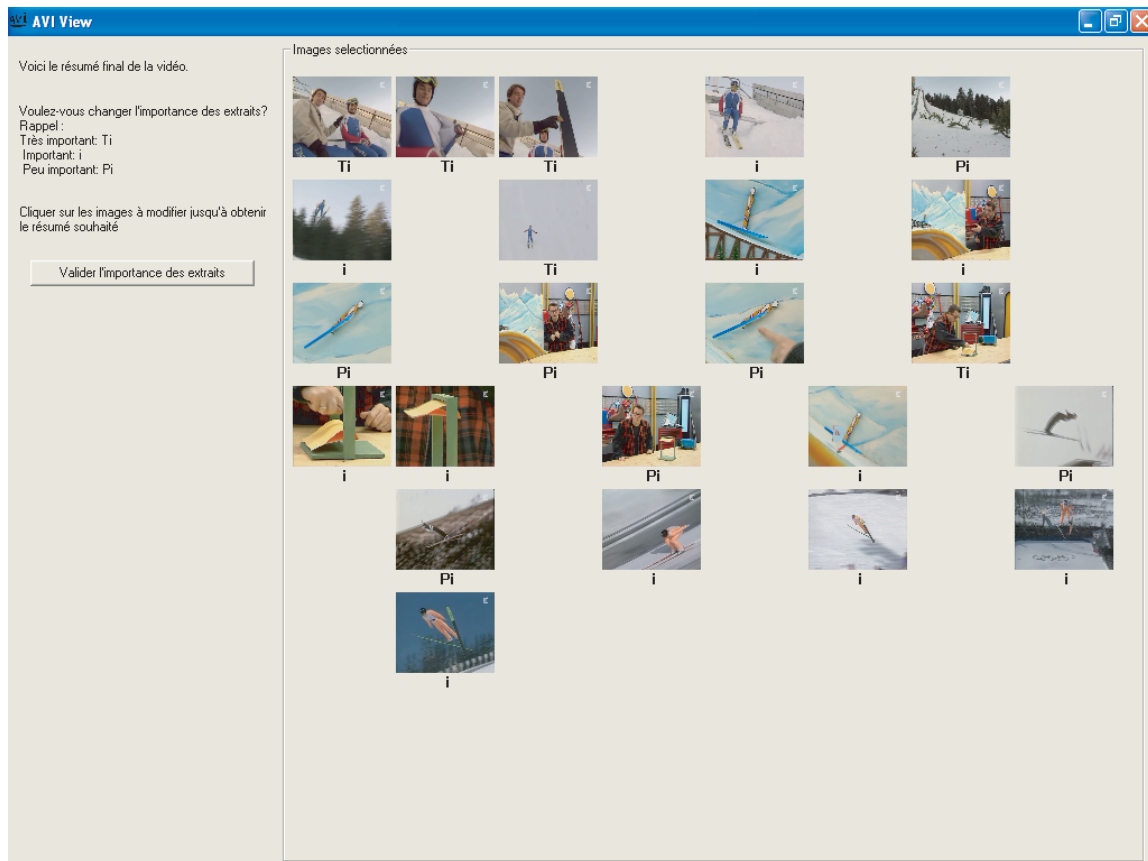 AVI View
Voici le résumé final de la vidéo.
Voulez-vous changer l'importance des extraits?
Rappel :
Très important: Ti
Important: i
Peu important: Pi
Cliquer sur les images à modifier jusqu'à obtenir
le résumé souhaité
Valider l'importance des extraits
Images selectionnées
Ti Ti Ti i Pi
i Ti i i
Pi Pi Pi Ti
i i Pi i Pi
Pi i i i
i